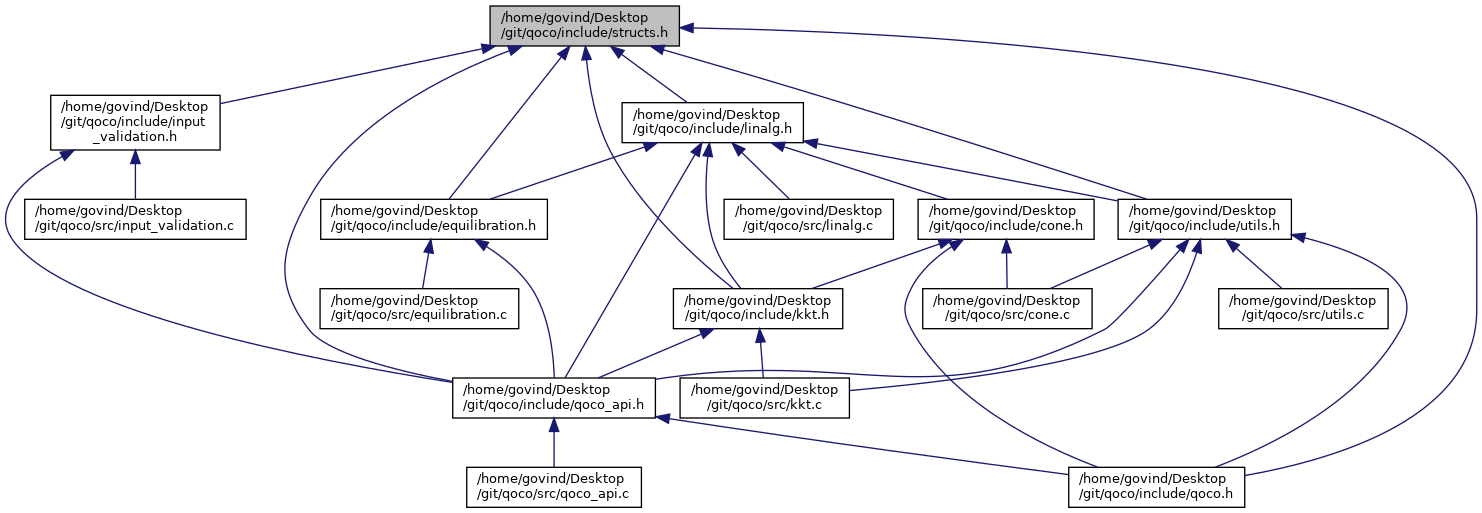 /home/govind/Desktop
/git/qoco/include/structs.h
/home/govind/Desktop
/git/qoco/include/input
_validation.h
/home/govind/Desktop
/git/qoco/include/linalg.h
/home/govind/Desktop
/git/qoco/src/input_validation.c
/home/govind/Desktop
/git/qoco/include/equilibration.h
/home/govind/Desktop
/git/qoco/src/linalg.c
/home/govind/Desktop
/git/qoco/include/cone.h
/home/govind/Desktop
/git/qoco/include/utils.h
/home/govind/Desktop
/git/qoco/src/equilibration.c
/home/govind/Desktop
/git/qoco/include/kkt.h
/home/govind/Desktop
/git/qoco/src/cone.c
/home/govind/Desktop
/git/qoco/src/utils.c
/home/govind/Desktop
/git/qoco/include/qoco_api.h
/home/govind/Desktop
/git/qoco/src/kkt.c
/home/govind/Desktop
/git/qoco/src/qoco_api.c
/home/govind/Desktop
/git/qoco/include/qoco.h